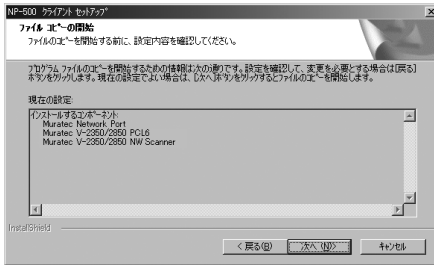 NP-500 クライアント セットアップ
ファイル コピーの開始
ファイルのコピーを開始する前に、設定内容を確認してください。
プログラム ファイルのコピーを開始するための情報は次の通りです。設定を確認して、変更を必要とする場合は[戻る]
ボタンをクリックします。現在の設定でよい場合は、[次へ]ボタンをクリックするとファイルのコピーを開始します。
現在の設定:
インストールするコンポーネント:
Muratec Network Port
Muratec V-2350/2850 PCL6
Muratec V-2350/2850 NW Scanner
InstallShield
< 戻る(B)
次へ (N)>
キャンセル